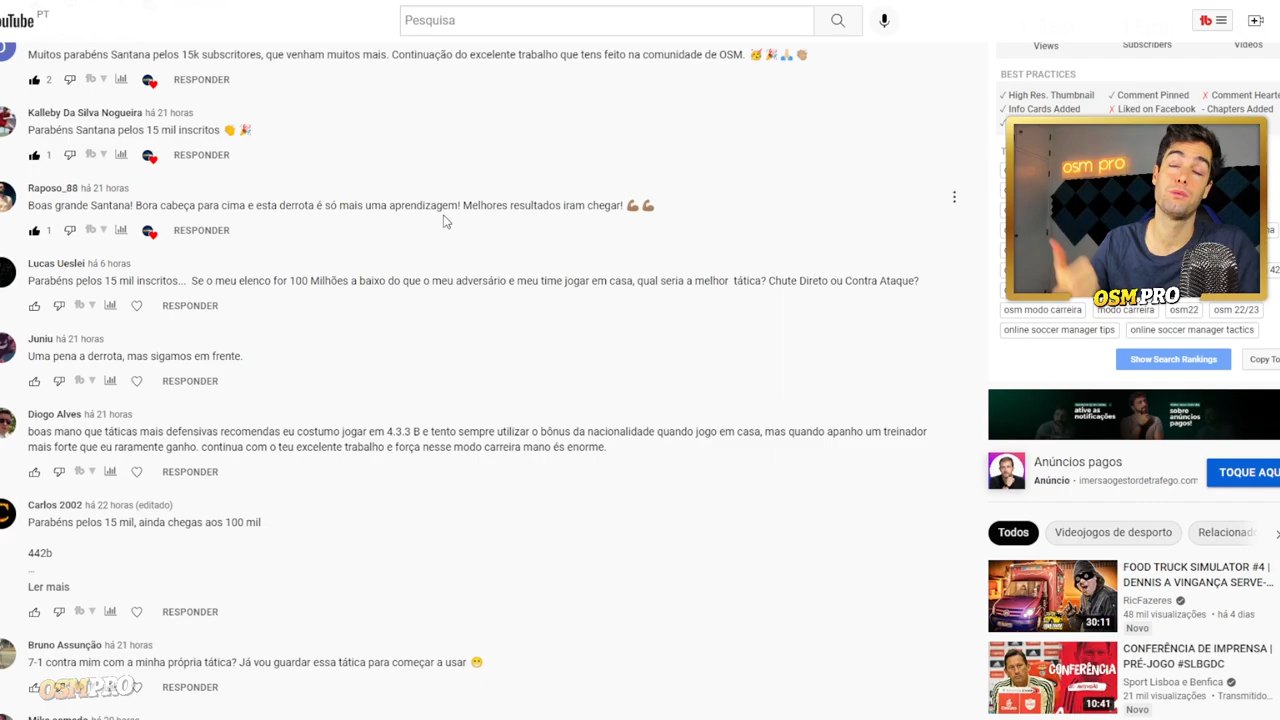 ouTube PT
Pesquisa
Muitos parabéns Santana pelos 15k subscritores, que venham muitos mais. Continuação do excelente trabalho que tens feito na comunidade de OSM. 🥳 🎉 🙏🏼 👏🏼
2 RESPONDER
Kalleby Da Silva Nogueira há 21 horas
Parabéns Santana pelos 15 mil inscritos 👏 🎉
1 RESPONDER
Raposo_88 há 21 horas
Boas grande Santana! Bora cabeça para cima e esta derrota é só mais uma aprendizagem! Melhores resultados iram chegar! 💪🏽 💪🏽
1 RESPONDER
Lucas Ueslei há 6 horas
Parabéns pelos 15 mil inscritos... Se o meu elenco for 100 Milhões a baixo do que o meu adversário e meu time jogar em casa, qual seria a melhor tática? Chute Direto ou Contra Ataque?
RESPONDER
Juniu há 21 horas
Uma pena a derrota, mas sigamos em frente.
RESPONDER
Diogo Alves há 21 horas
boas mano que táticas mais defensivas recomendas eu costumo jogar em 4.3.3 B e tento sempre utilizar o bônus da nacionalidade quando jogo em casa, mas quando apanho um treinador
mais forte que eu raramente ganho. continua com o teu excelente trabalho e força nesse modo carreira mano és enorme.
RESPONDER
Carlos 2002 há 22 horas (editado)
Parabéns pelos 15 mil, ainda chegas aos 100 mil
442b
...
Ler mais
RESPONDER
Bruno Assunção há 21 horas
7-1 contra mim com a minha própria tática? Já vou guardar essa tática para começar a usar 😁
RESPONDER
OSMPRO
Views Subscribers Videos
BEST PRACTICES
✓ High Res. Thumbnail ✓ Comment Pinned ✗ Comment Hearte
✓ Info Cards Added ✗ Liked on Facebook - Chapters Added
osm pro
OSM.PRO
osm modo carreira modo carreira osm22 osm 22/23
online soccer manager tips online soccer manager tactics
Show Search Rankings Copy To
ative as notificações
sobre anúncios pagos!
Anúncios pagos
Anúncio • imersaogestordetrafego.com
TOQUE AQU
Todos Videojogos de desporto Relacionado
FOOD TRUCK SIMULATOR #4 |
DENNIS A VINGANÇA SERVE-...
RicFazeres
48 mil visualizações • há 4 dias
Novo
30:11
CONFERÊNCIA DE IMPRENSA |
PRÉ-JOGO #SLBGDC
Sport Lisboa e Benfica
21 mil visualizações • Transmitido...
Novo
CONFERÊNCIA
10:41